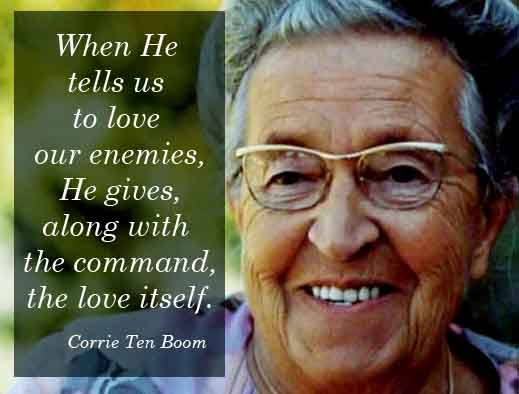 When He
tells us
to love
our enemies,
He gives,
along with
the command,
the love itself.
Corrie Ten Boom